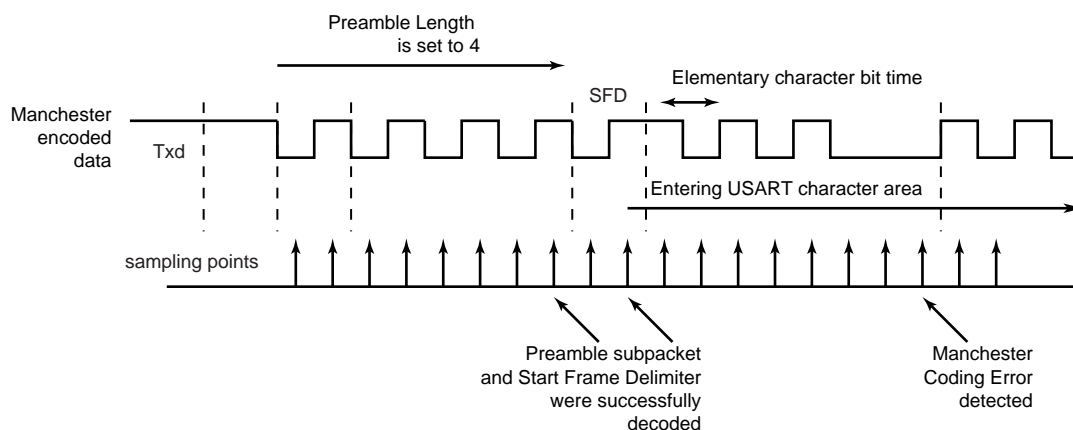 Preamble Length
is set to 4
Elementary character bit time
SFD
Manchester
encoded
data
Txd
Entering USART character area
sampling points
Preamble subpacket
and Start Frame Delimiter
were successfully
decoded
Manchester
Coding Error
detected